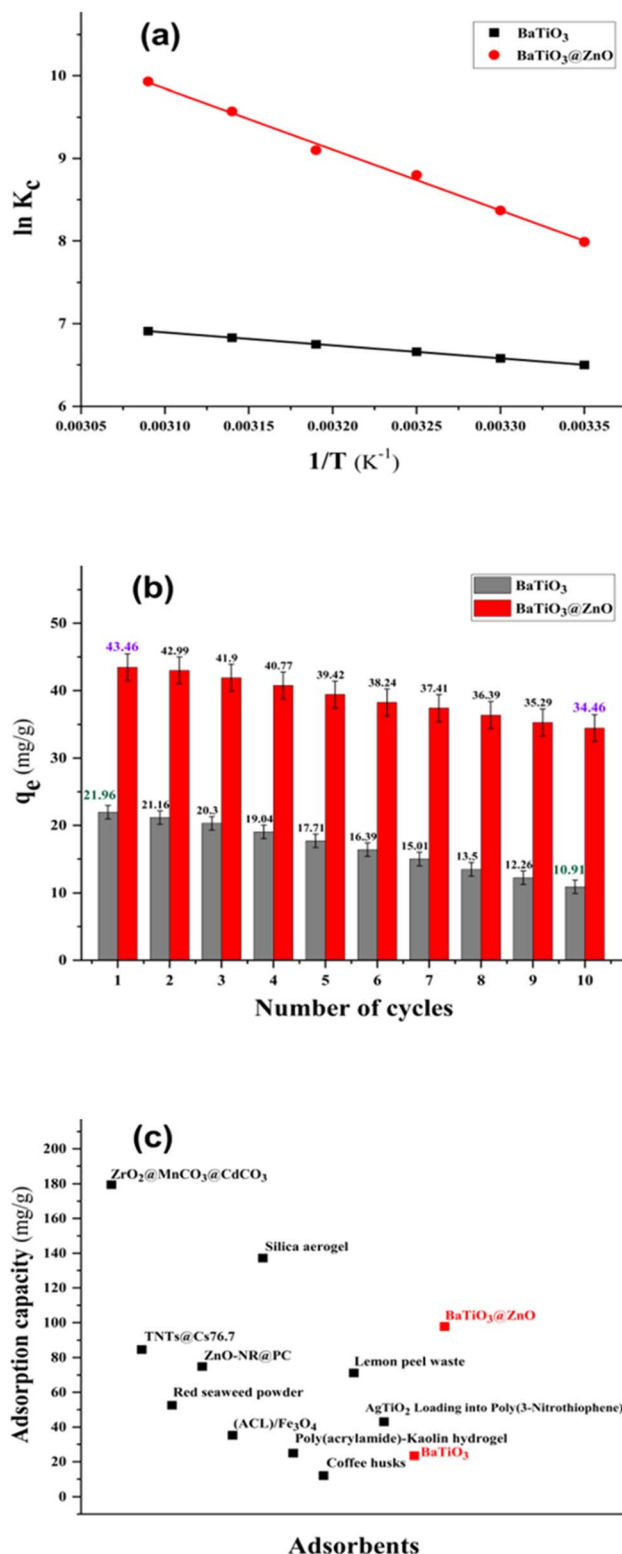 (a)
BaTiO₃
BaTiO₃@ZnO
ln K_C
10
9
8
7
6
0.00305 0.00310 0.00315 0.00320 0.00325 0.00330 0.00335
1/T (K⁻¹)
(b)
BaTiO₃
BaTiO₃@ZnO
q_e (mg/g)
50
40
30
20
10
0
43.46 42.99 41.9 40.77 39.42 38.24 37.41 36.39 35.29 34.46
21.96 21.16 20.3 19.04 17.71 16.39 15.01 13.5 12.26 10.91
1 2 3 4 5 6 7 8 9 10
Number of cycles
(c)
Adsorption capacity (mg/g)
200
180
160
140
120
100
80
60
40
20
0
ZrO₂@MnCO₃@CdCO₃
Silica aerogel
BaTiO₃@ZnO
TNTs@Cs76.7
ZnO-NR@PC
Lemon peel waste
Red seaweed powder
AgTiO₂ Loading into Poly(3-Nitrothiophene)
(ACL)/Fe₃O₄
Poly(acrylamide)-Kaolin hydrogel
BaTiO₃
Coffee husks
Adsorbents